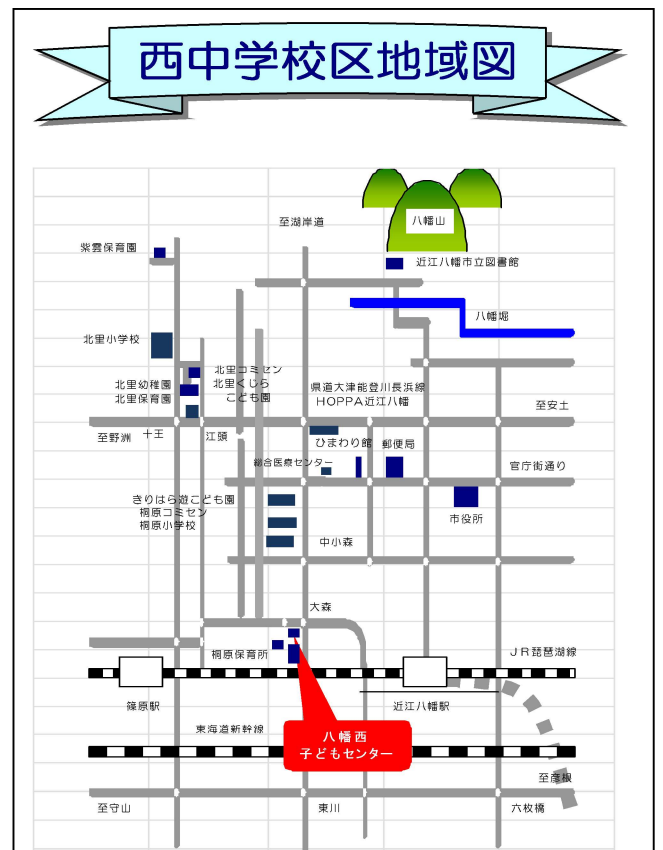 西中学校区地域図
八幡山
至湖岸道
紫雲保育園
近江八幡市立図書館
八幡堀
北里小学校
北里コミセン
北里くじら
こども園
北里幼稚園
北里保育園
県道大津能登川長浜線
HOPPA近江八幡
至安土
至野洲
十王
江頭
ひまわり館
郵便局
総合医療センター
官庁街通り
きりはら遊こども園
桐原コミセン
桐原小学校
市役所
中小森
大森
桐原保育所
JR琵琶湖線
篠原駅
近江八幡駅
東海道新幹線
八幡西
子どもセンター
至彦根
至守山
東川
六枚橋